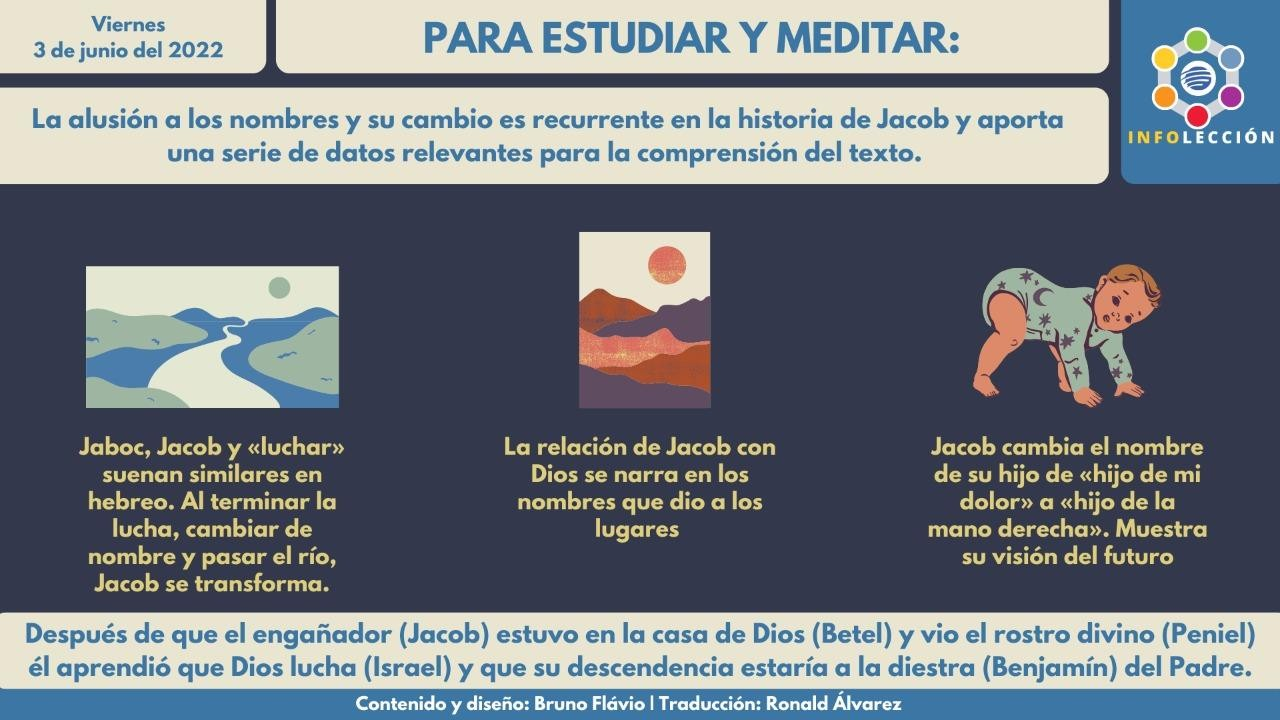 Viernes
3 de junio del 2022
PARA ESTUDIAR Y MEDITAR:
INFOLECCIÓN
La alusión a los nombres y su cambio es recurrente en la historia de Jacob y aporta
una serie de datos relevantes para la comprensión del texto.
Jaboc, Jacob y «luchar»
suenan similares en
hebreo. Al terminar la
lucha, cambiar de
nombre y pasar el río,
Jacob se transforma.
La relación de Jacob con
Dios se narra en los
nombres que dio a los
lugares
Jacob cambia el nombre
de su hijo de «hijo de mi
dolor» a «hijo de la
mano derecha». Muestra
su visión del futuro
Después de que el engañador (Jacob) estuvo en la casa de Dios (Betel) y vio el rostro divino (Peniel)
él aprendió que Dios lucha (Israel) y que su descendencia estaría a la diestra (Benjamín) del Padre.
Contenido y diseño: Bruno Flávio | Traducción: Ronald Álvarez